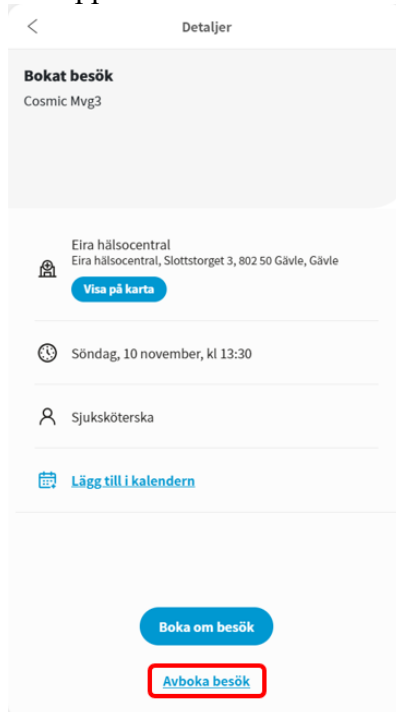 Detaljer
Bokat besök
Cosmic Mvg3
Eira hälsocentral
Eira hälsocentral, Slottstorget 3, 802 50 Gävle, Gävle
Visa på karta
Söndag, 10 november, kl 13:30
Sjuksköterska
Lägg till i kalendern
Boka om besök
Avboka besök